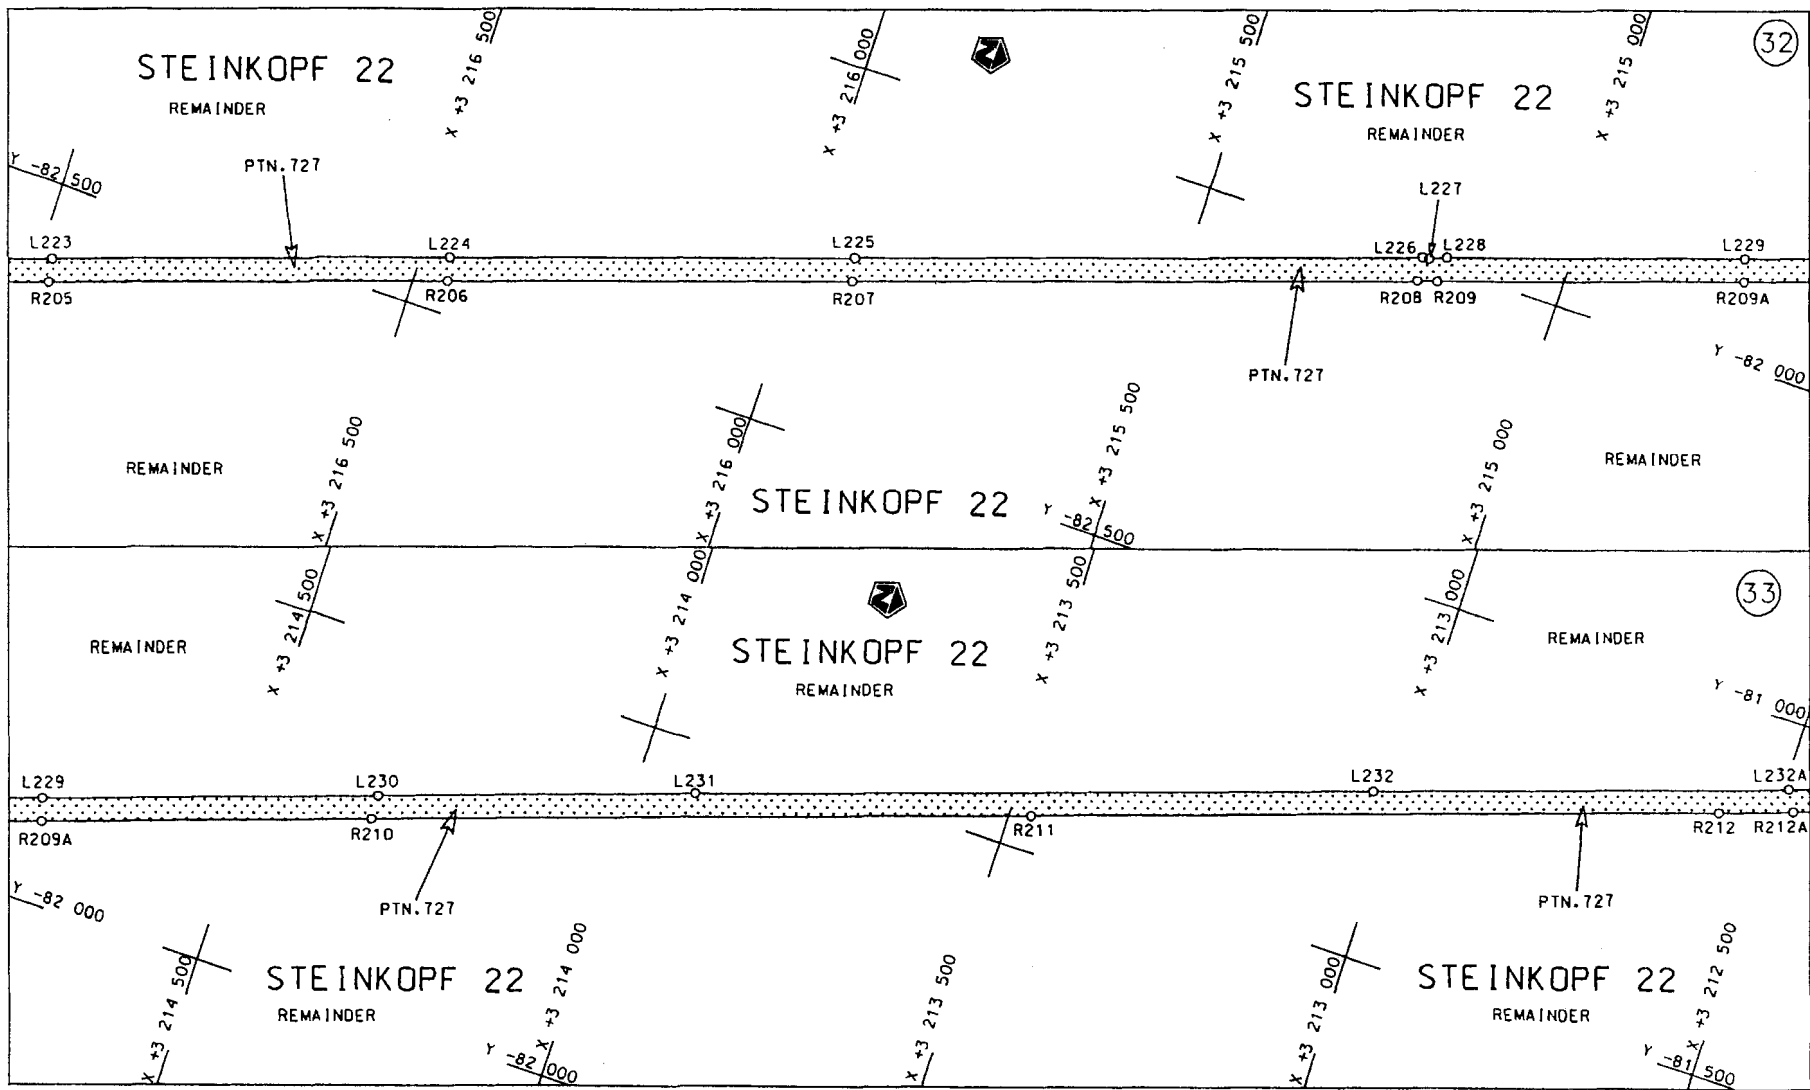 X +3 216 500
X +3 216 000
X +3 215 500
X +3 215 000
32
STEINKOPF 22
REMAINDER
STEINKOPF 22
REMAINDER
Y -82 500
PTN.727
L227
L223
L224
L225
L226
L228
L229
R205
R206
R207
R208
R209
R209A
PTN.727
Y -82 000
X +3 216 500
X +3 216 000
X +3 215 500
X +3 215 000
REMAINDER
REMAINDER
STEINKOPF 22
Y -82 500
X +3 214 500
X +3 214 000
X +3 213 500
X +3 213 000
33
REMAINDER
STEINKOPF 22
REMAINDER
REMAINDER
Y -81 000
L229
L230
L231
L232
L232A
R209A
R210
R211
R212
R212A
Y -82 000
PTN.727
PTN.727
X +3 214 500
STEINKOPF 22
REMAINDER
X +3 214 000
Y -82 000
X +3 213 500
X +3 213 000
STEINKOPF 22
REMAINDER
X +3 212 500
Y -81 500